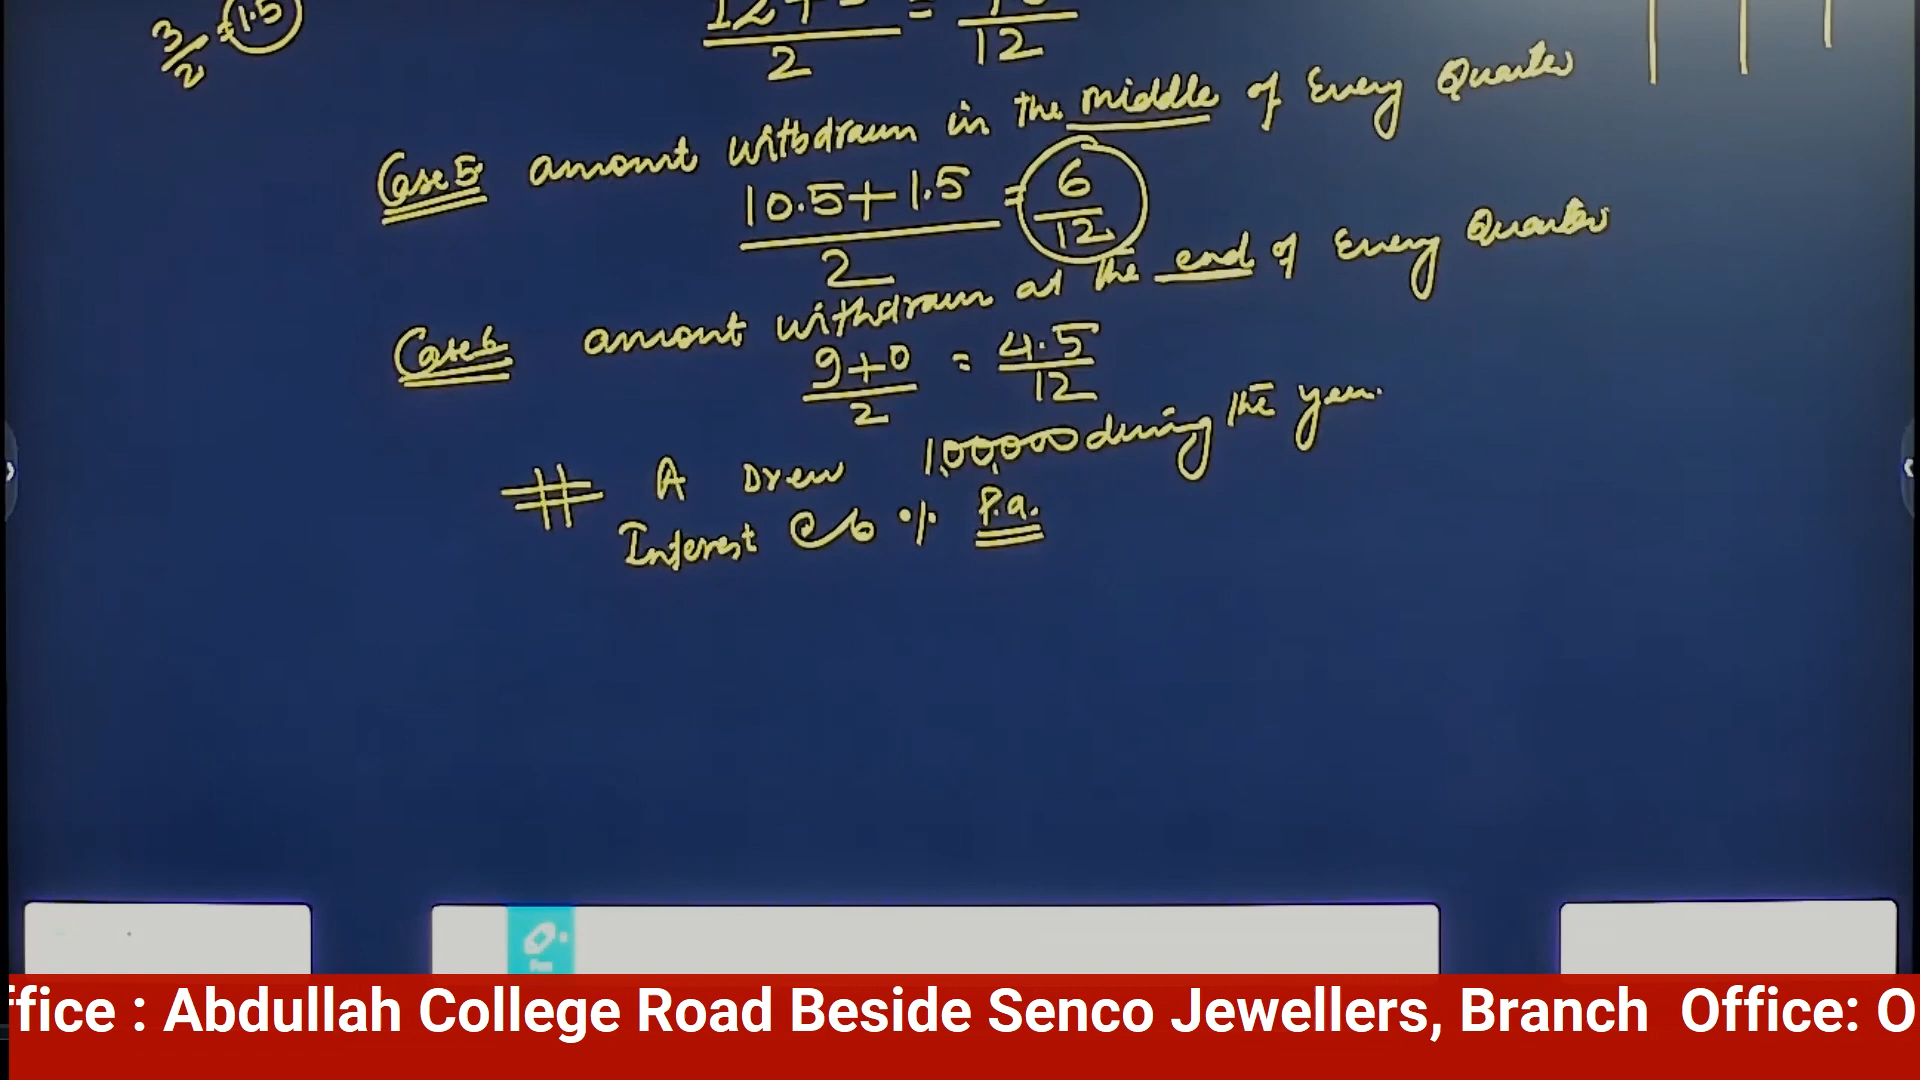 3/2 = 1.5
2 = 12
Case 5 amount withdrawn in the middle of Every Quarter
10.5+1.5/2 = 6/12
Case 6 amount withdrawn at the end of Every Quarter
9+0/2 = 4.5/12
# A Drew 1,00,000 during the year.
Interest @ 6 % P.a.
ffice : Abdullah College Road Beside Senco Jewellers, Branch Office: O